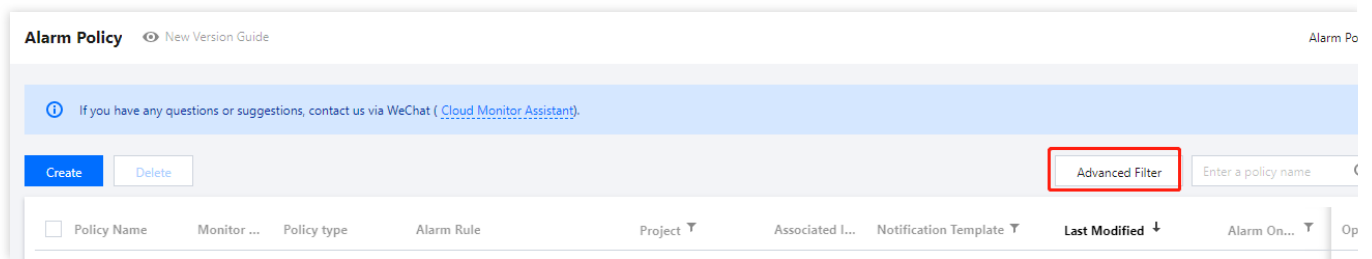 Alarm Policy New Version Guide Alarm Po
If you have any questions or suggestions, contact us via WeChat ( Cloud Monitor Assistant).
Create Delete Advanced Filter Enter a policy name
Policy Name Monitor ... Policy type Alarm Rule Project Associated I... Notification Template Last Modified Alarm On... Op